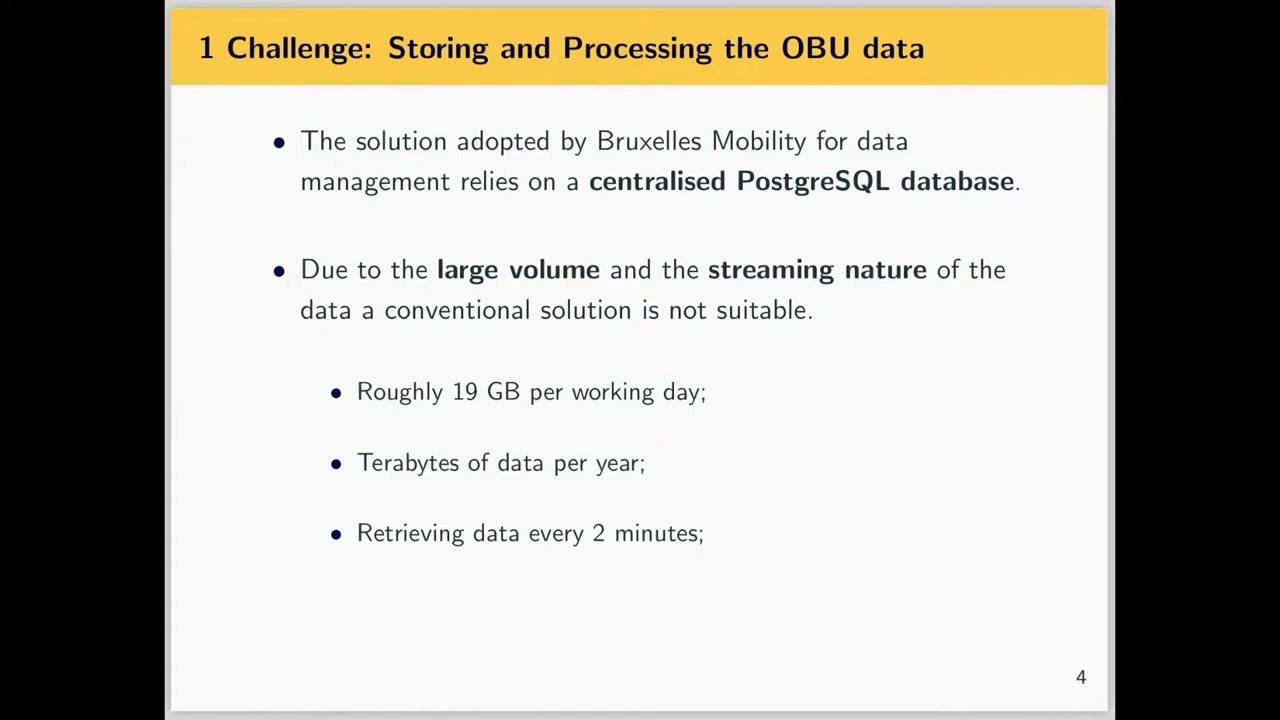 1 Challenge: Storing and Processing the OBU data
• The solution adopted by Bruxelles Mobility for data
management relies on a centralised PostgreSQL database.
• Due to the large volume and the streaming nature of the
data a conventional solution is not suitable.
• Roughly 19 GB per working day;
• Terabytes of data per year;
• Retrieving data every 2 minutes;
4